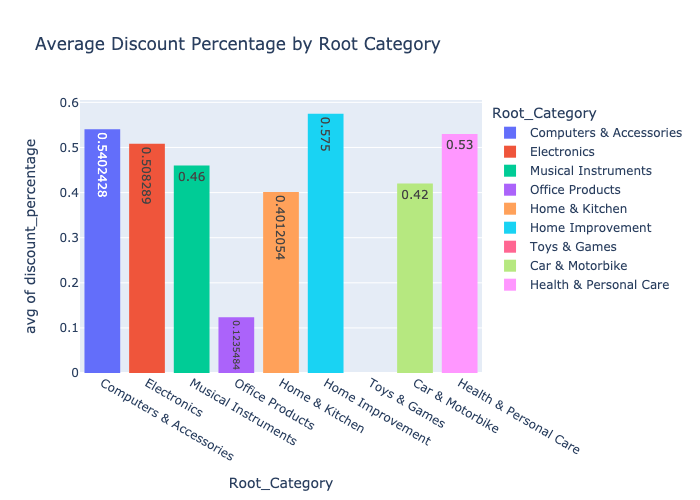 Average Discount Percentage by Root Category
avg of discount_percentage
0.6
0.5
0.4
0.3
0.2
0.1
0
0.5402428
0.508289
0.46
0.1235484
0.4012054
0.575
0.42
0.53
Computers & Accessories
Electronics
Musical Instruments
Office Products
Home & Kitchen
Home Improvement
Toys & Games
Car & Motorbike
Health & Personal Care
Root_Category
Root_Category
Computers & Accessories
Electronics
Musical Instruments
Office Products
Home & Kitchen
Home Improvement
Toys & Games
Car & Motorbike
Health & Personal Care